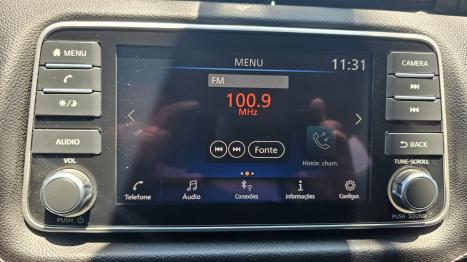 MENU
CAMERA
MENU
11:31
FM
100.9
MHz
Fonte
Histór. cham.
AUDIO
BACK
VOL
TUNE·SCROLL
Telefone
Áudio
Conexões
Informações
Configur.
PUSH
PUSH SOUND